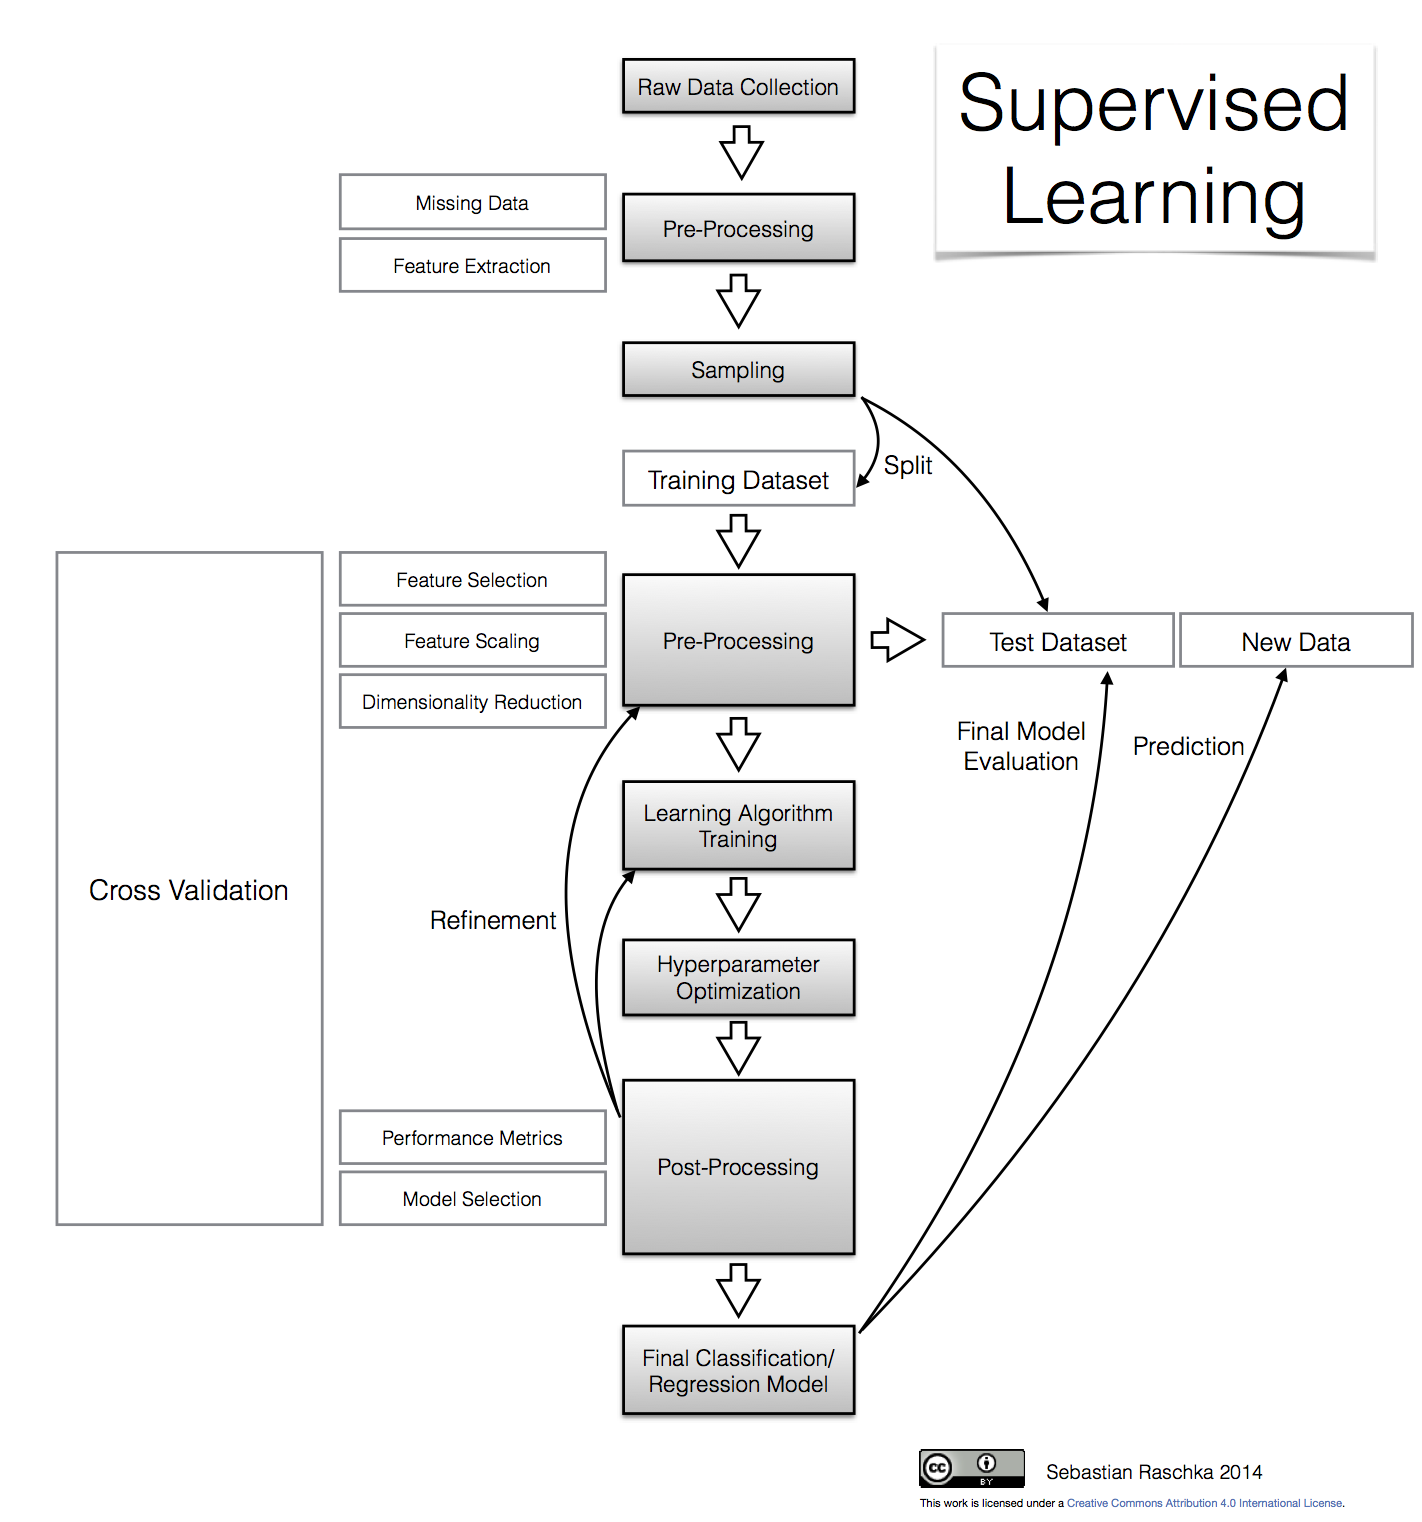 Supervised
Learning
Raw Data Collection
Missing Data
Pre-Processing
Feature Extraction
Sampling
Split
Training Dataset
Feature Selection
Feature Scaling
Pre-Processing
Test Dataset
New Data
Dimensionality Reduction
Final Model
Evaluation
Prediction
Learning Algorithm
Training
Cross Validation
Refinement
Hyperparameter
Optimization
Performance Metrics
Post-Processing
Model Selection
Final Classification/
Regression Model
cc
BY
Sebastian Raschka 2014
This work is licensed under a Creative Commons Attribution 4.0 International License.